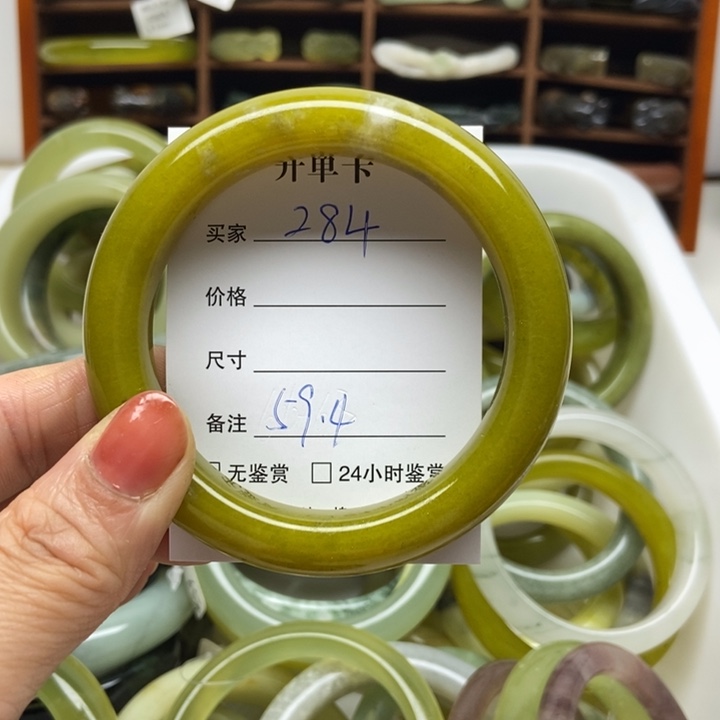 开单卡
买家 284
价格
尺寸
备注 59.4
无鉴赏 24小时鉴赏